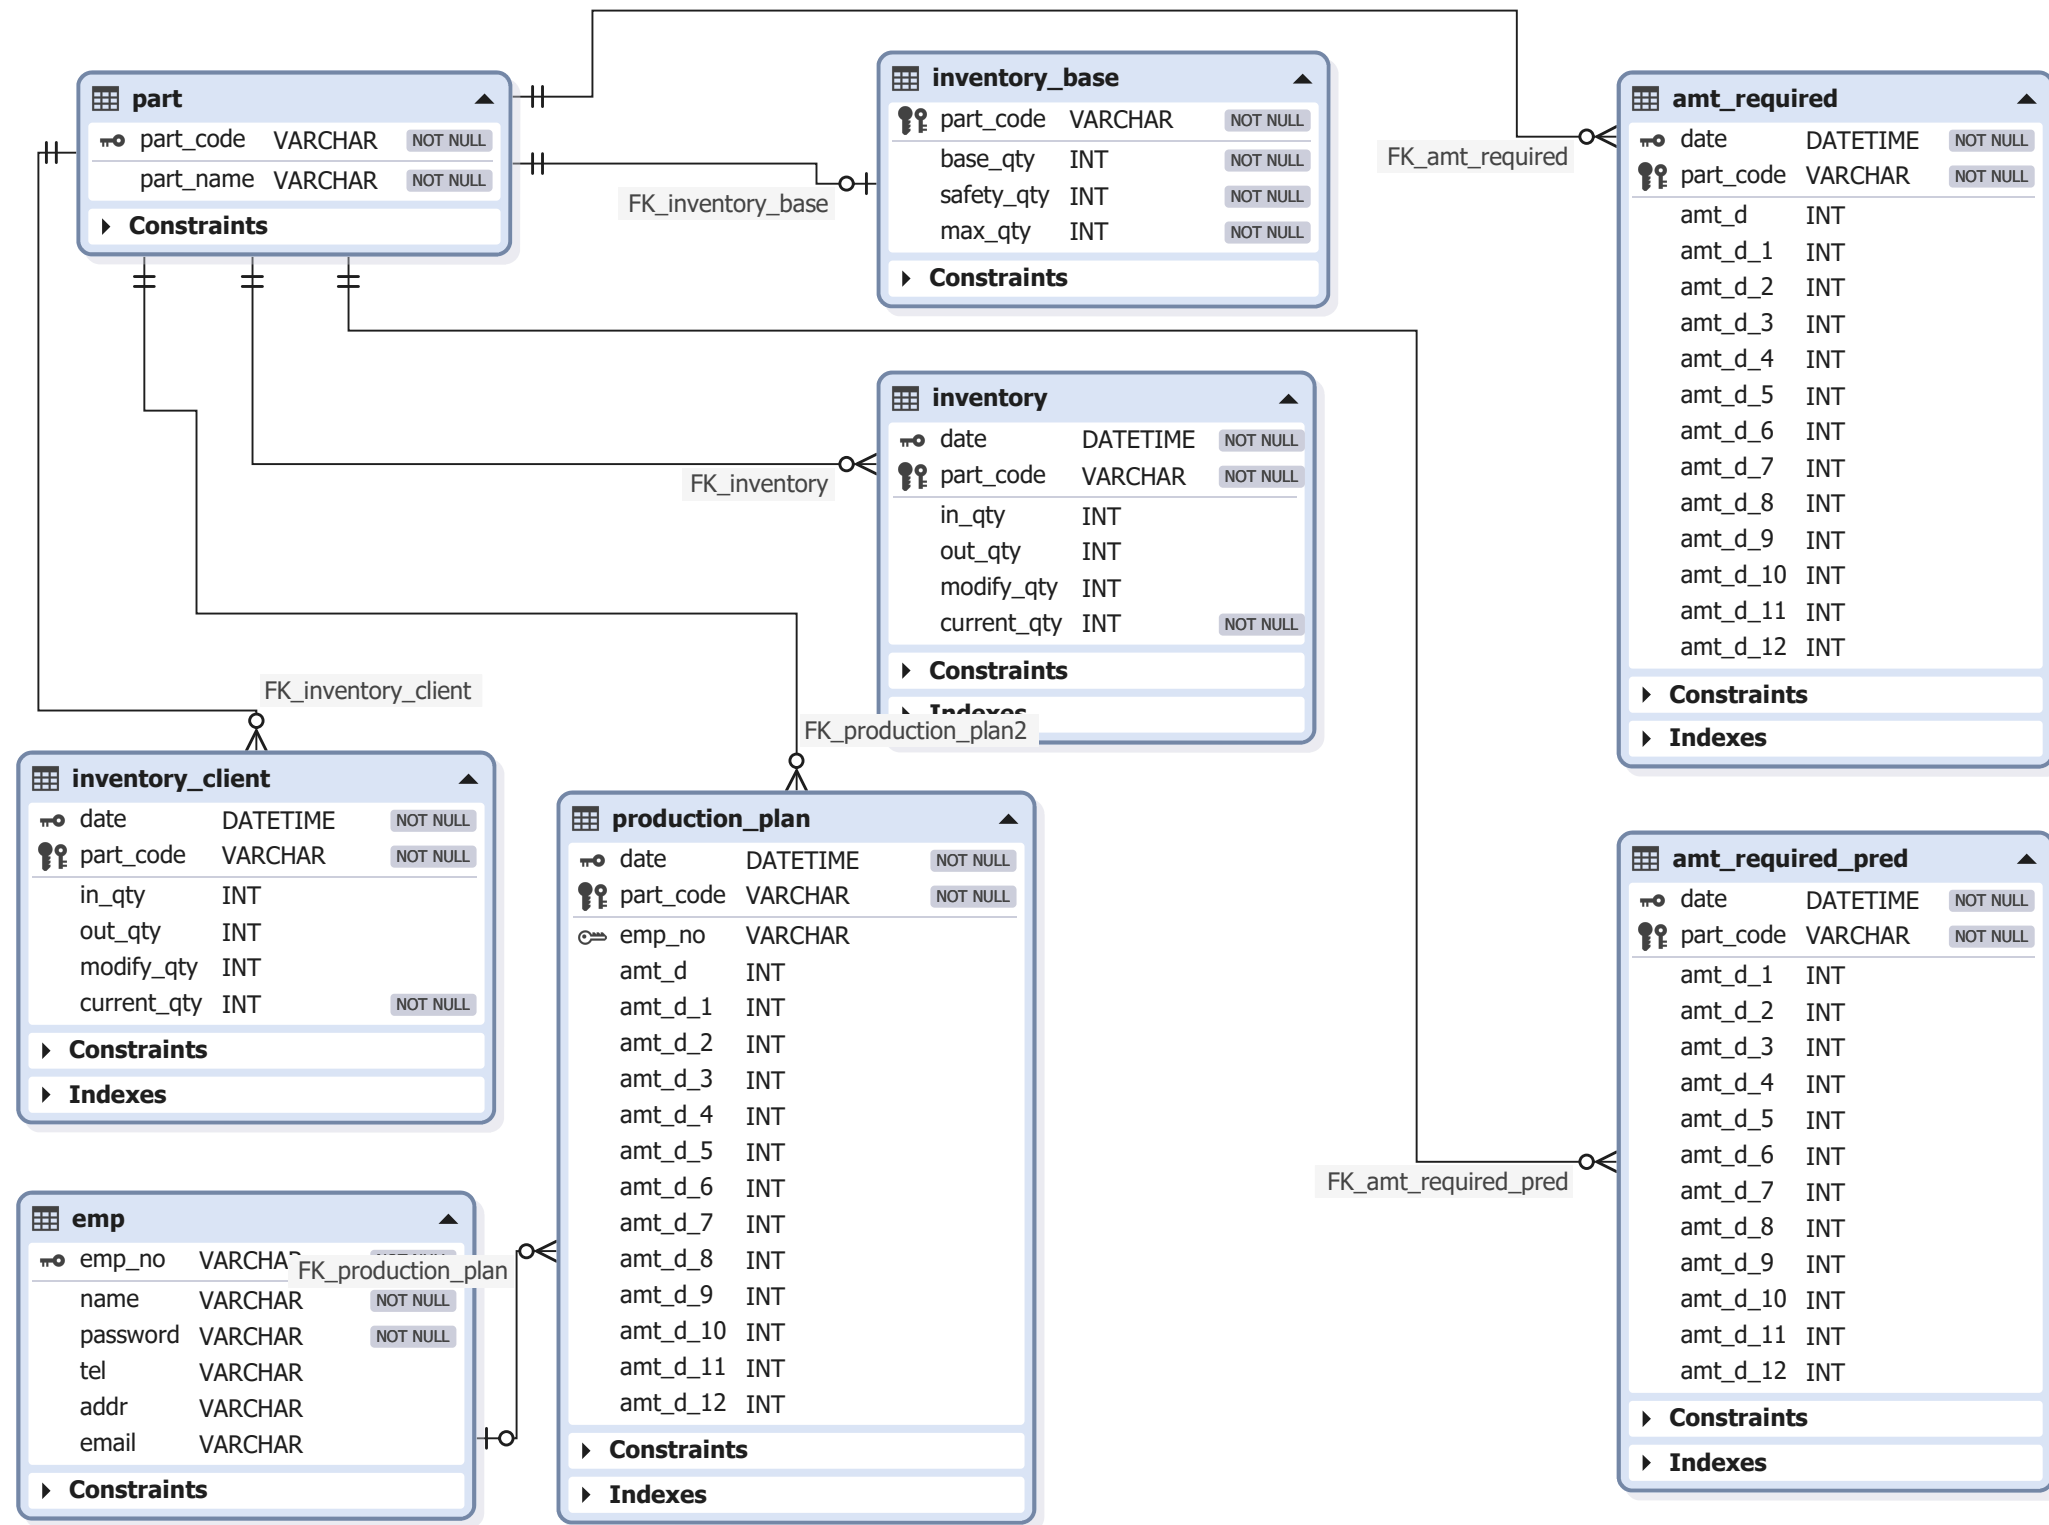 part
part_code VARCHAR NOT NULL
part_name VARCHAR NOT NULL
Constraints
inventory_base
part_code VARCHAR NOT NULL
base_qty INT NOT NULL
safety_qty INT NOT NULL
max_qty INT NOT NULL
Constraints
FK_inventory_base
amt_required
date DATETIME NOT NULL
part_code VARCHAR NOT NULL
amt_d INT
amt_d_1 INT
amt_d_2 INT
amt_d_3 INT
amt_d_4 INT
amt_d_5 INT
amt_d_6 INT
amt_d_7 INT
amt_d_8 INT
amt_d_9 INT
amt_d_10 INT
amt_d_11 INT
amt_d_12 INT
Constraints
Indexes
FK_amt_required
inventory
date DATETIME NOT NULL
part_code VARCHAR NOT NULL
in_qty INT
out_qty INT
modify_qty INT
current_qty INT NOT NULL
Constraints
Indexes
FK_inventory
FK_inventory_client
FK_production_plan2
inventory_client
date DATETIME NOT NULL
part_code VARCHAR NOT NULL
in_qty INT
out_qty INT
modify_qty INT
current_qty INT NOT NULL
Constraints
Indexes
production_plan
date DATETIME NOT NULL
part_code VARCHAR NOT NULL
emp_no VARCHAR
amt_d INT
amt_d_1 INT
amt_d_2 INT
amt_d_3 INT
amt_d_4 INT
amt_d_5 INT
amt_d_6 INT
amt_d_7 INT
amt_d_8 INT
amt_d_9 INT
amt_d_10 INT
amt_d_11 INT
amt_d_12 INT
Constraints
Indexes
amt_required_pred
date DATETIME NOT NULL
part_code VARCHAR NOT NULL
amt_d_1 INT
amt_d_2 INT
amt_d_3 INT
amt_d_4 INT
amt_d_5 INT
amt_d_6 INT
amt_d_7 INT
amt_d_8 INT
amt_d_9 INT
amt_d_10 INT
amt_d_11 INT
amt_d_12 INT
Constraints
Indexes
FK_amt_required_pred
emp
emp_no VARCHAR
FK_production_plan
name VARCHAR NOT NULL
password VARCHAR NOT NULL
tel VARCHAR
addr VARCHAR
email VARCHAR
Constraints